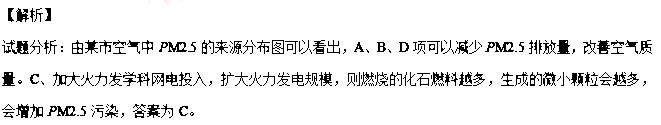 【解析】
试题分析：由某市空气中 PM2.5 的来源分布图可以看出，A、B、D 项可以减少 PM2.5 排放量，改善空气质
量。C、加大火力发学科网电投入，扩大火力发电规模，则燃烧的化石燃料越多，生成的微小颗粒会越多，
会增加 PM2.5 污染，答案为 C。